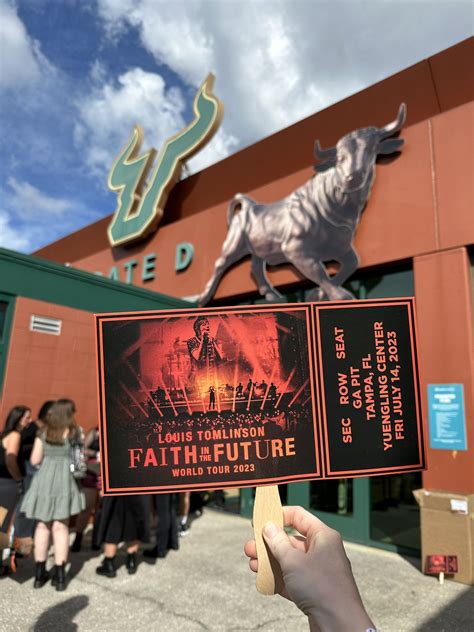 GATE D
LOUIS TOMLINSON
FAITH IN THE FUTURE
WORLD TOUR 2023
SEC ROW SEAT
GA PIT
TAMPA, FL
YUENGLING CENTER
FRI JULY 14, 2023